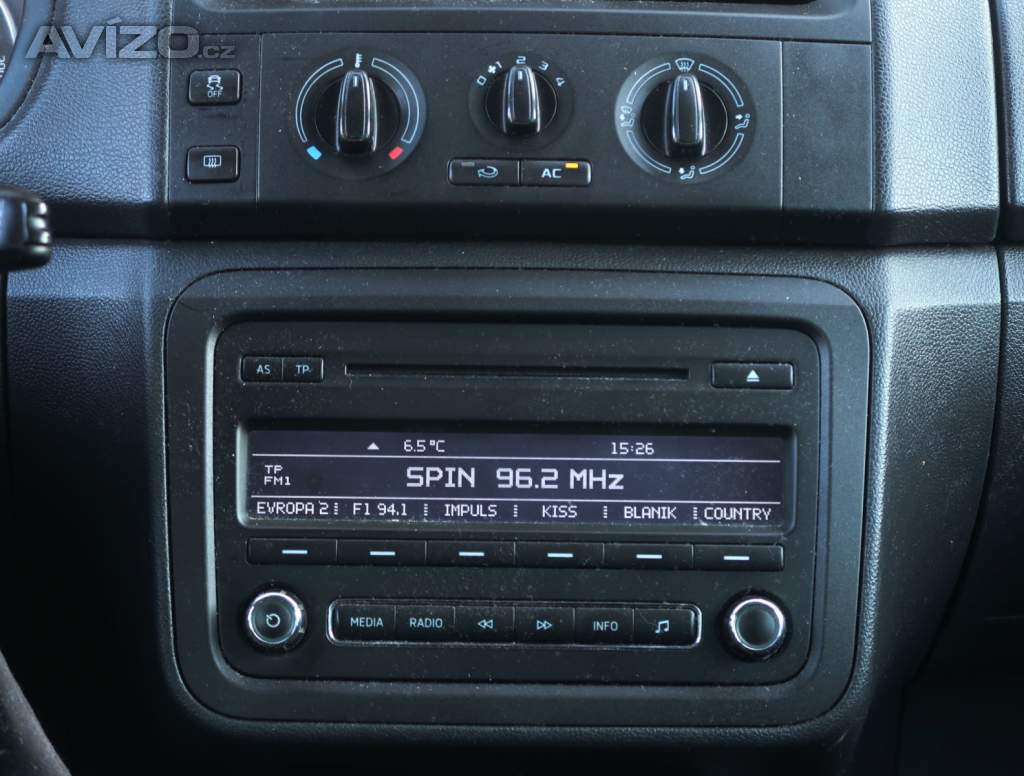 AVÍZO.cz
OFF
0 1 2 3 4
AC
AS TP
6.5°C 15:26
TP
FM1
SPIN 96.2 MHz
EVROPA 2 F1 94.1 IMPULS KISS BLANIK COUNTRY
MEDIA RADIO INFO